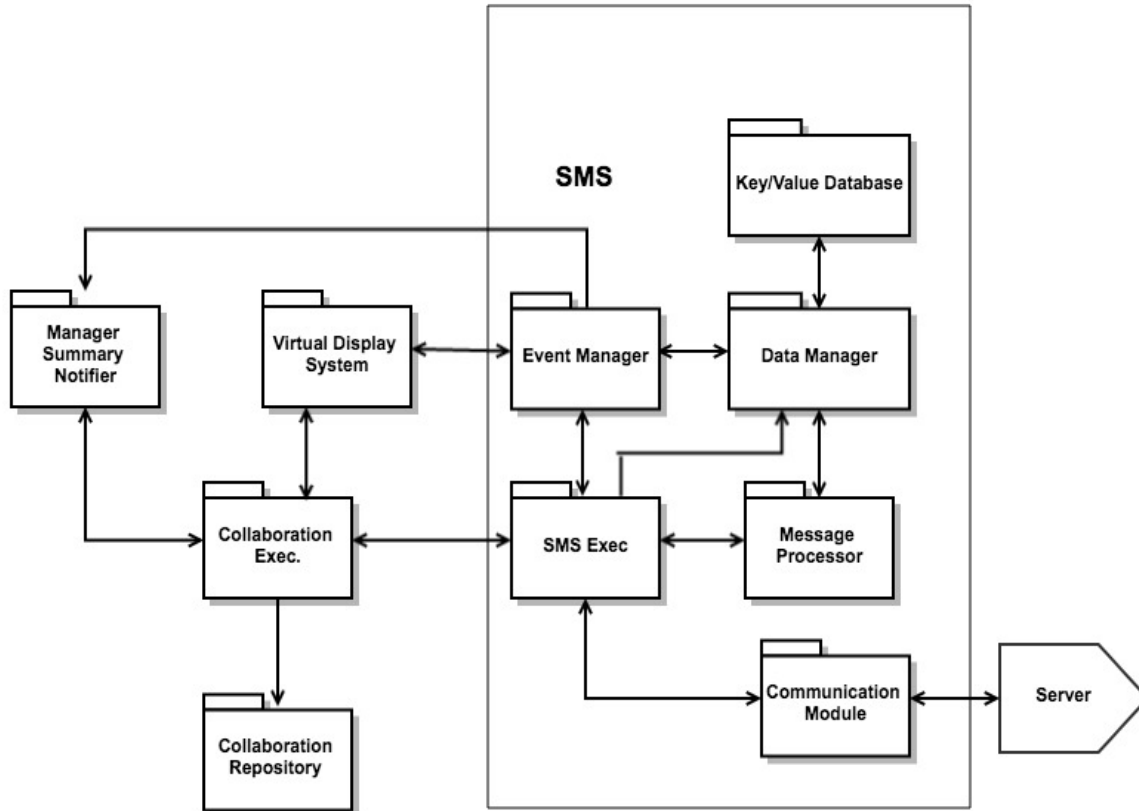 SMS
Key/Value Database
Manager
Summary
Notifier
Virtual Display
System
Event Manager
Data Manager
Collaboration
Exec.
SMS Exec
Message
Processor
Communication
Module
Server
Collaboration
Repository